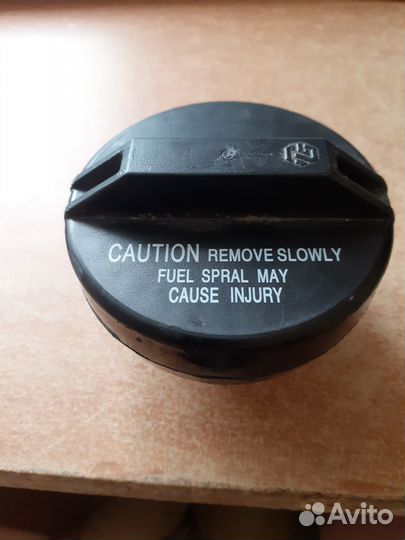 CAUTION REMOVE SLOWLY
FUEL SPRAL MAY
CAUSE INJURY
Avito